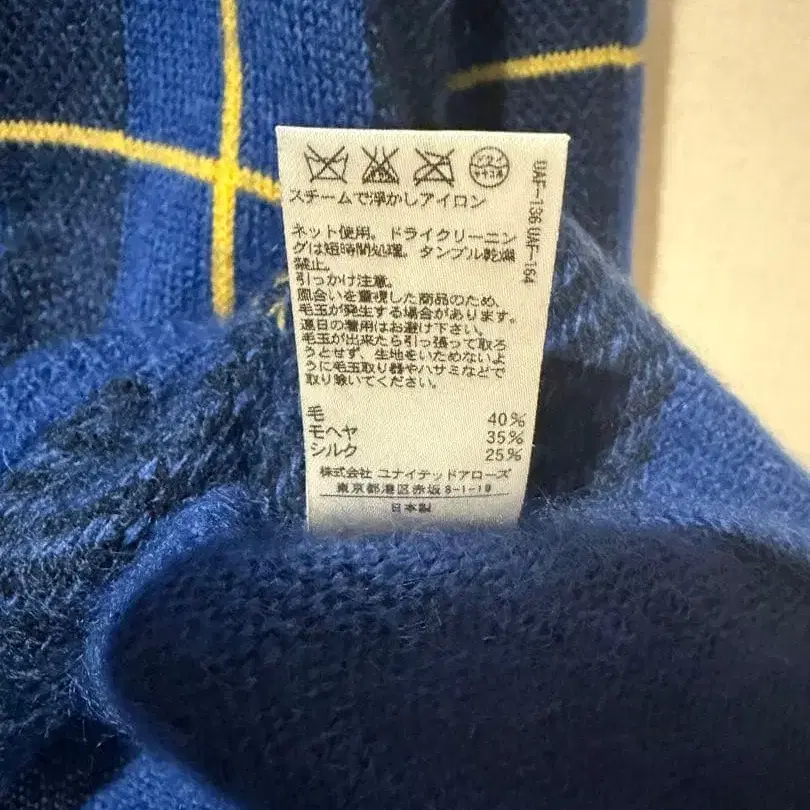 スチームで浮かしアイロン
ネット使用。ドライクリーニン
グは短時間処理。タンブル乾燥
禁止。
引っかけ注意。
風合いを重視した商品のため、
毛玉が発生する場合があります。
連日の着用はお避け下さい。
毛玉が出来たら引っ張って取ろ
うとせず、生地をいためないよ
うに毛玉取り器やハサミなどで
取り除いてください。
毛 40%
モヘヤ 35%
シルク 25%
株式会社 ユナイテッドアローズ
東京都港区赤坂8-1-19
日本製
UAF-136 UAF-164